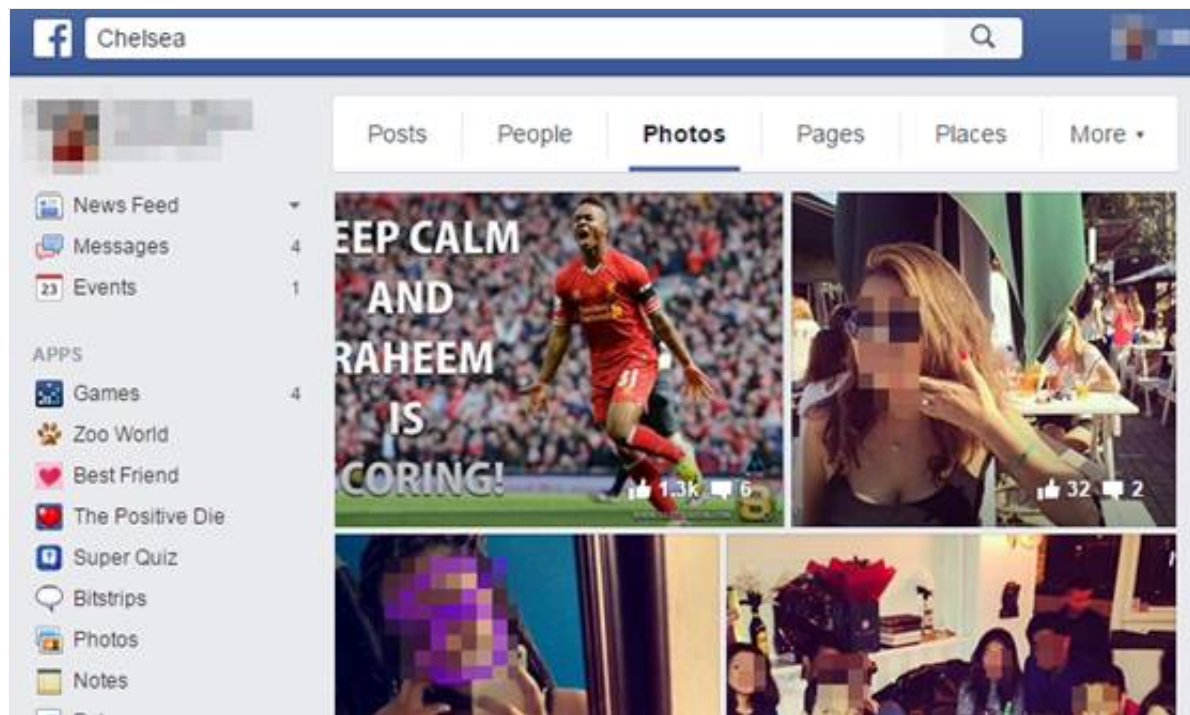 f
Chelsea
Posts People Photos Pages Places More
News Feed
Messages 4
23 Events 1
APPS
Games 4
Zoo World
Best Friend
The Positive Die
Super Quiz
Bitstrips
Photos
Notes
EEP CALM
AND
RAHEEM
IS
CORING!
31
1.3k 6
32 2